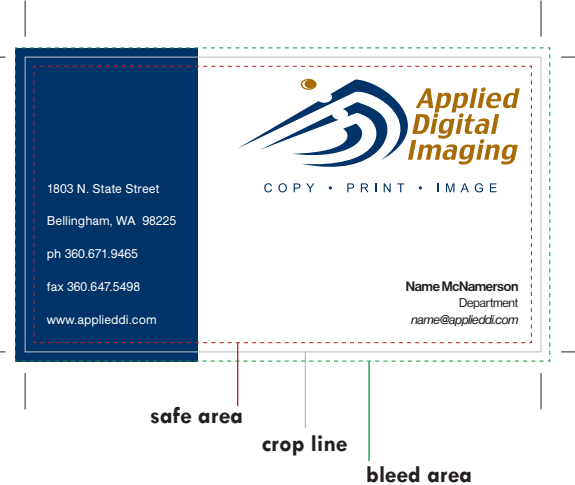 Applied
Digital
Imaging
COPY • PRINT • IMAGE
1803 N. State Street
Bellingham, WA 98225
ph 360.671.9465
fax 360.647.5498
www.applieddi.com
Name McNamerson
Department
name@applieddi.com
safe area
crop line
bleed area